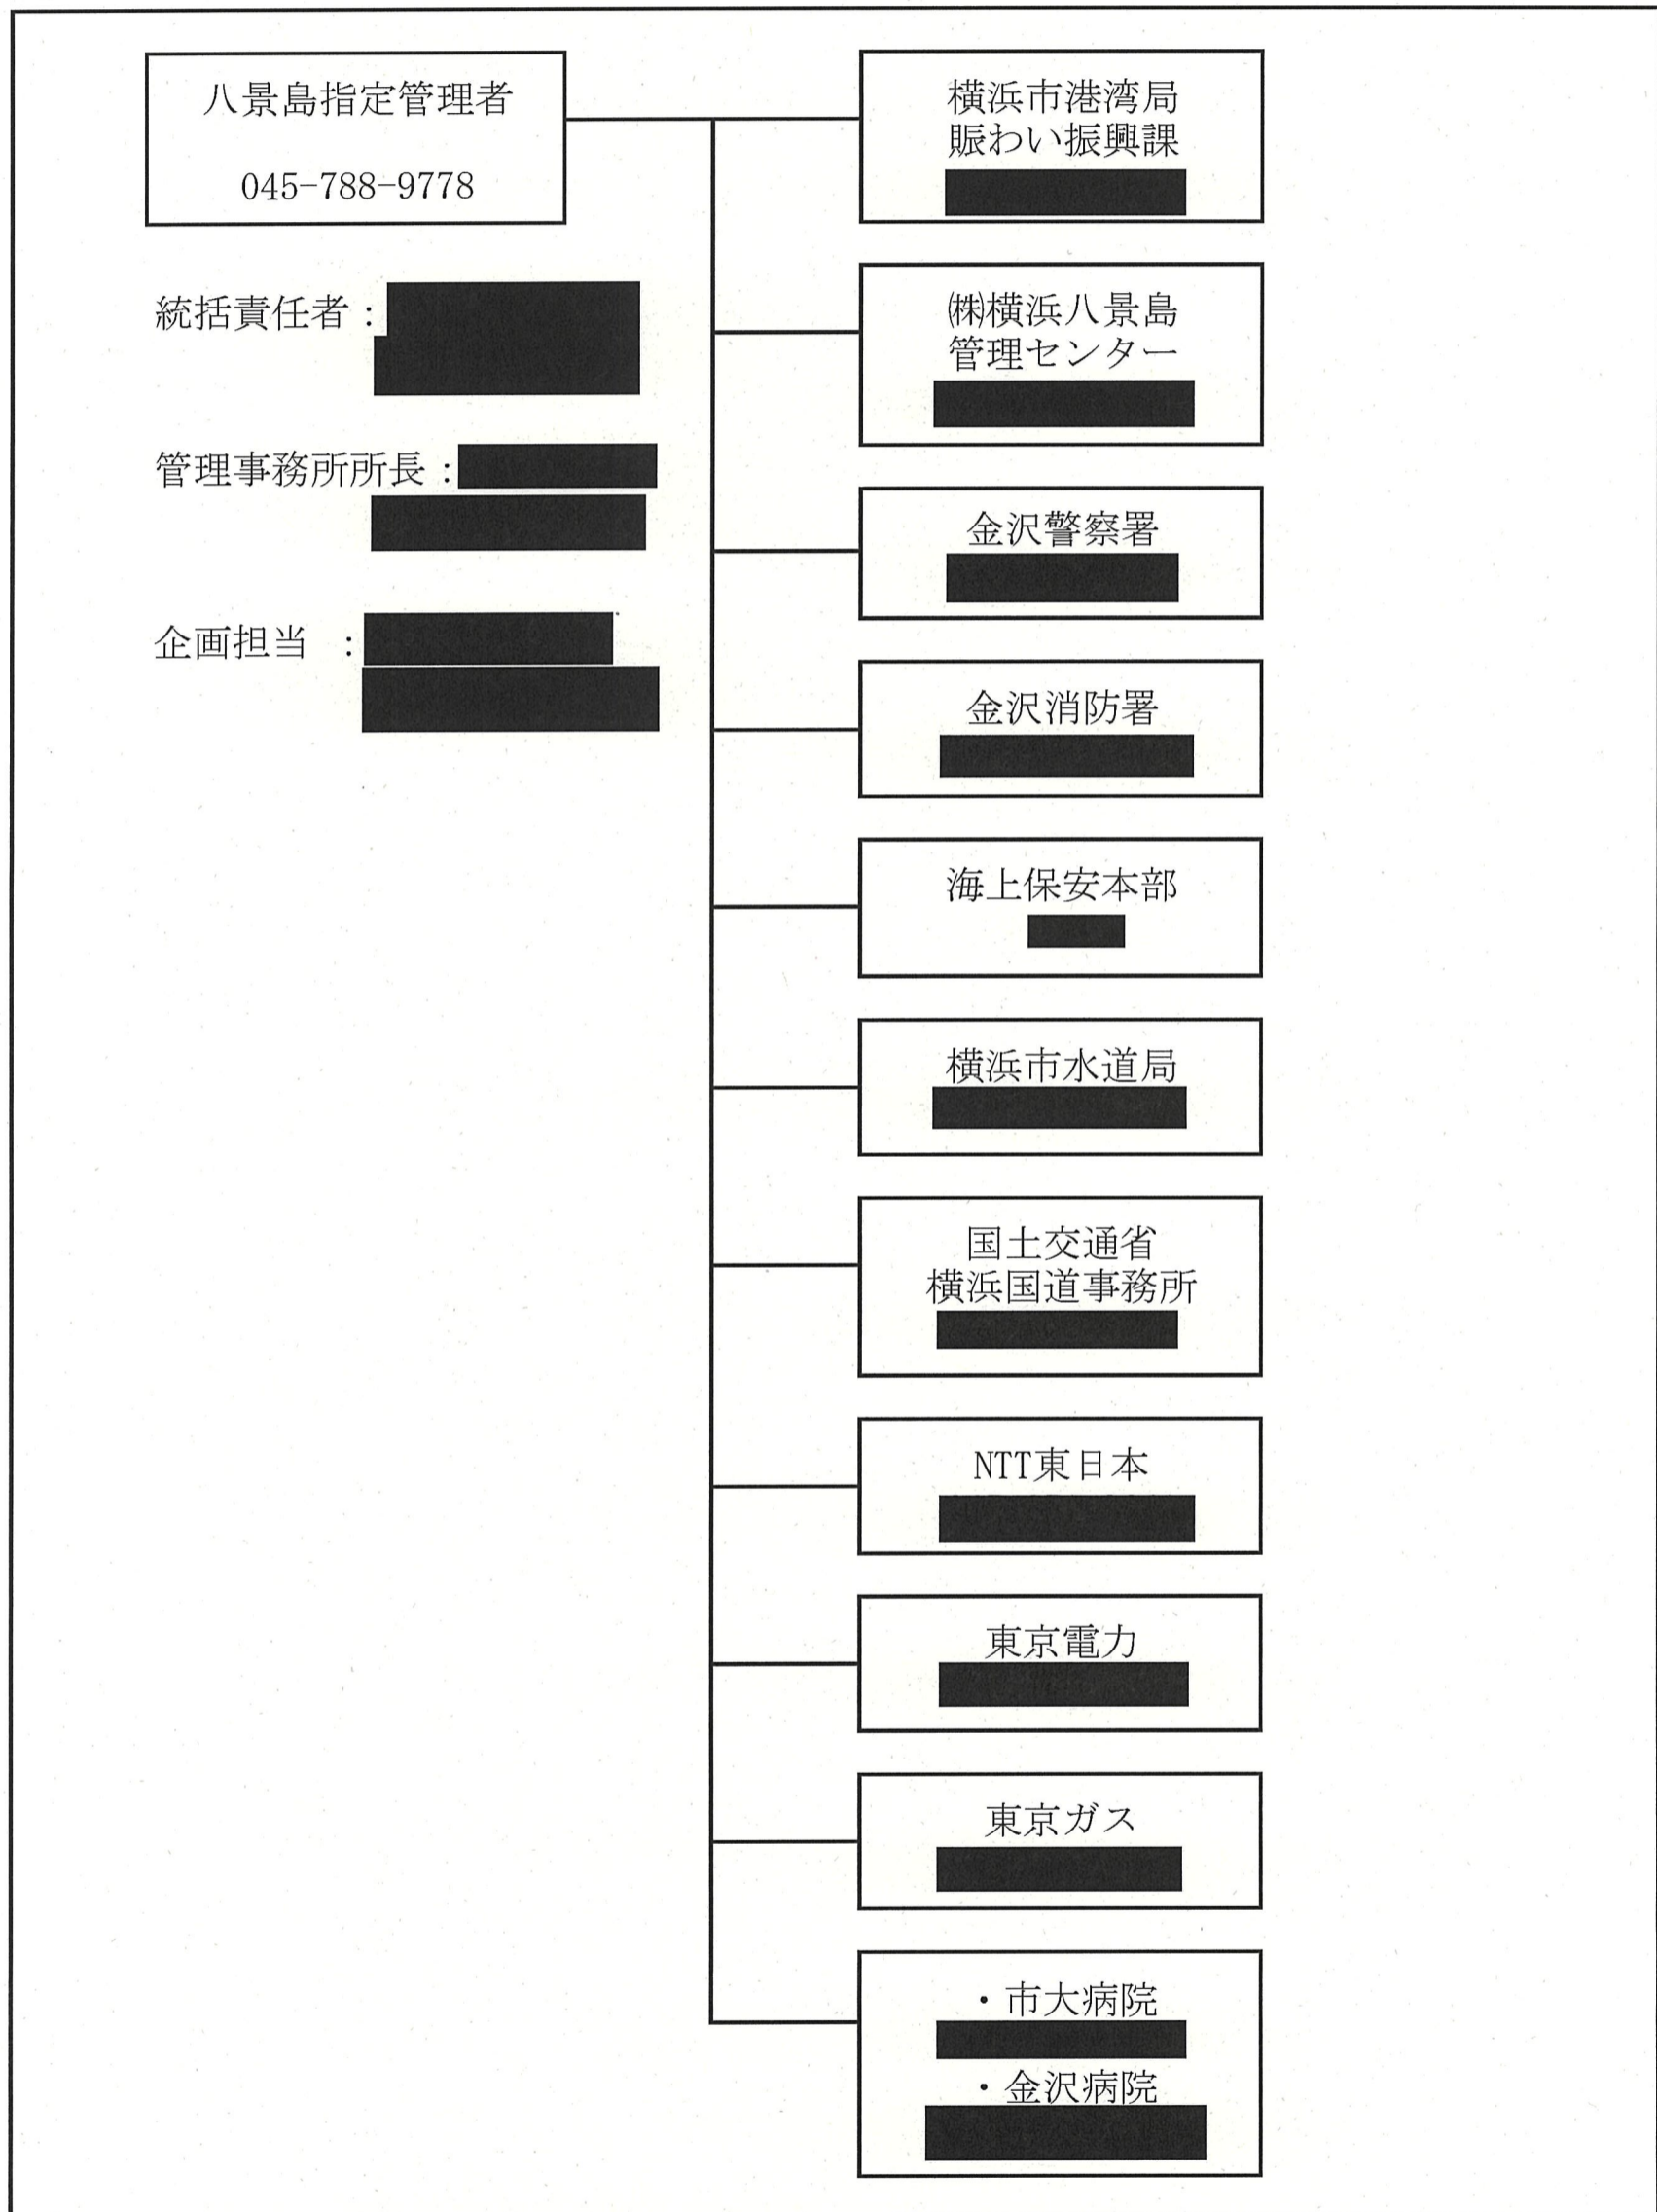 八景島指定管理者
045-788-9778
統括責任者：
管理事務所所長：
企画担当　：
横浜市港湾局
賑わい振興課
㈱横浜八景島
管理センター
金沢警察署
金沢消防署
海上保安本部
横浜市水道局
国土交通省
横浜国道事務所
NTT東日本
東京電力
東京ガス
・市大病院
・金沢病院